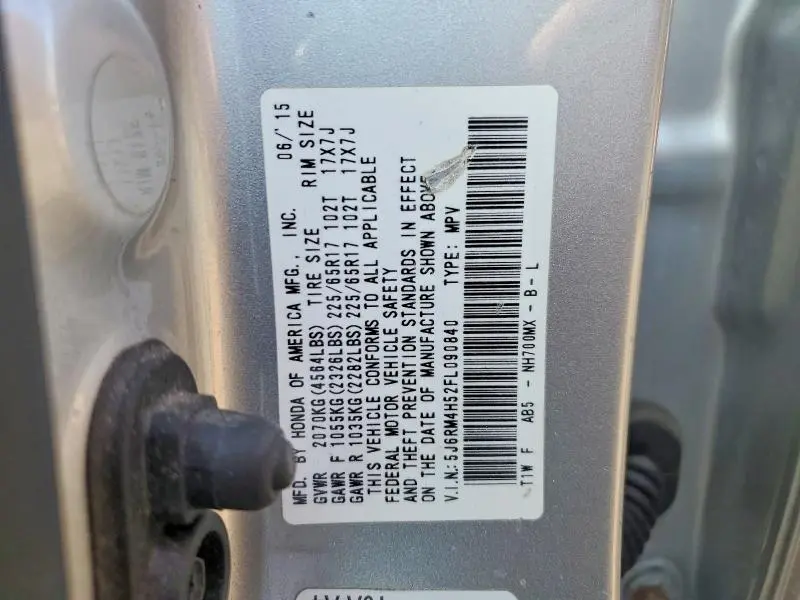 MFD. BY HONDA OF AMERICA MFG., INC. 06/'15
GVWR 2070KG(4564LBS) TIRE SIZE RIM SIZE
GAWR F 1055KG(2326LBS) 225/65R17 102T 17X7J
GAWR R 1035KG(2282LBS) 225/65R17 102T 17X7J
THIS VEHICLE CONFORMS TO ALL APPLICABLE
FEDERAL MOTOR VEHICLE SAFETY
AND THEFT PREVENTION STANDARDS IN EFFECT
ON THE DATE OF MANUFACTURE SHOWN ABOVE
V.I.N.:5J6RM4H52FL090840 TYPE: MPV
T1W F AB5 - NH700MX - B - L